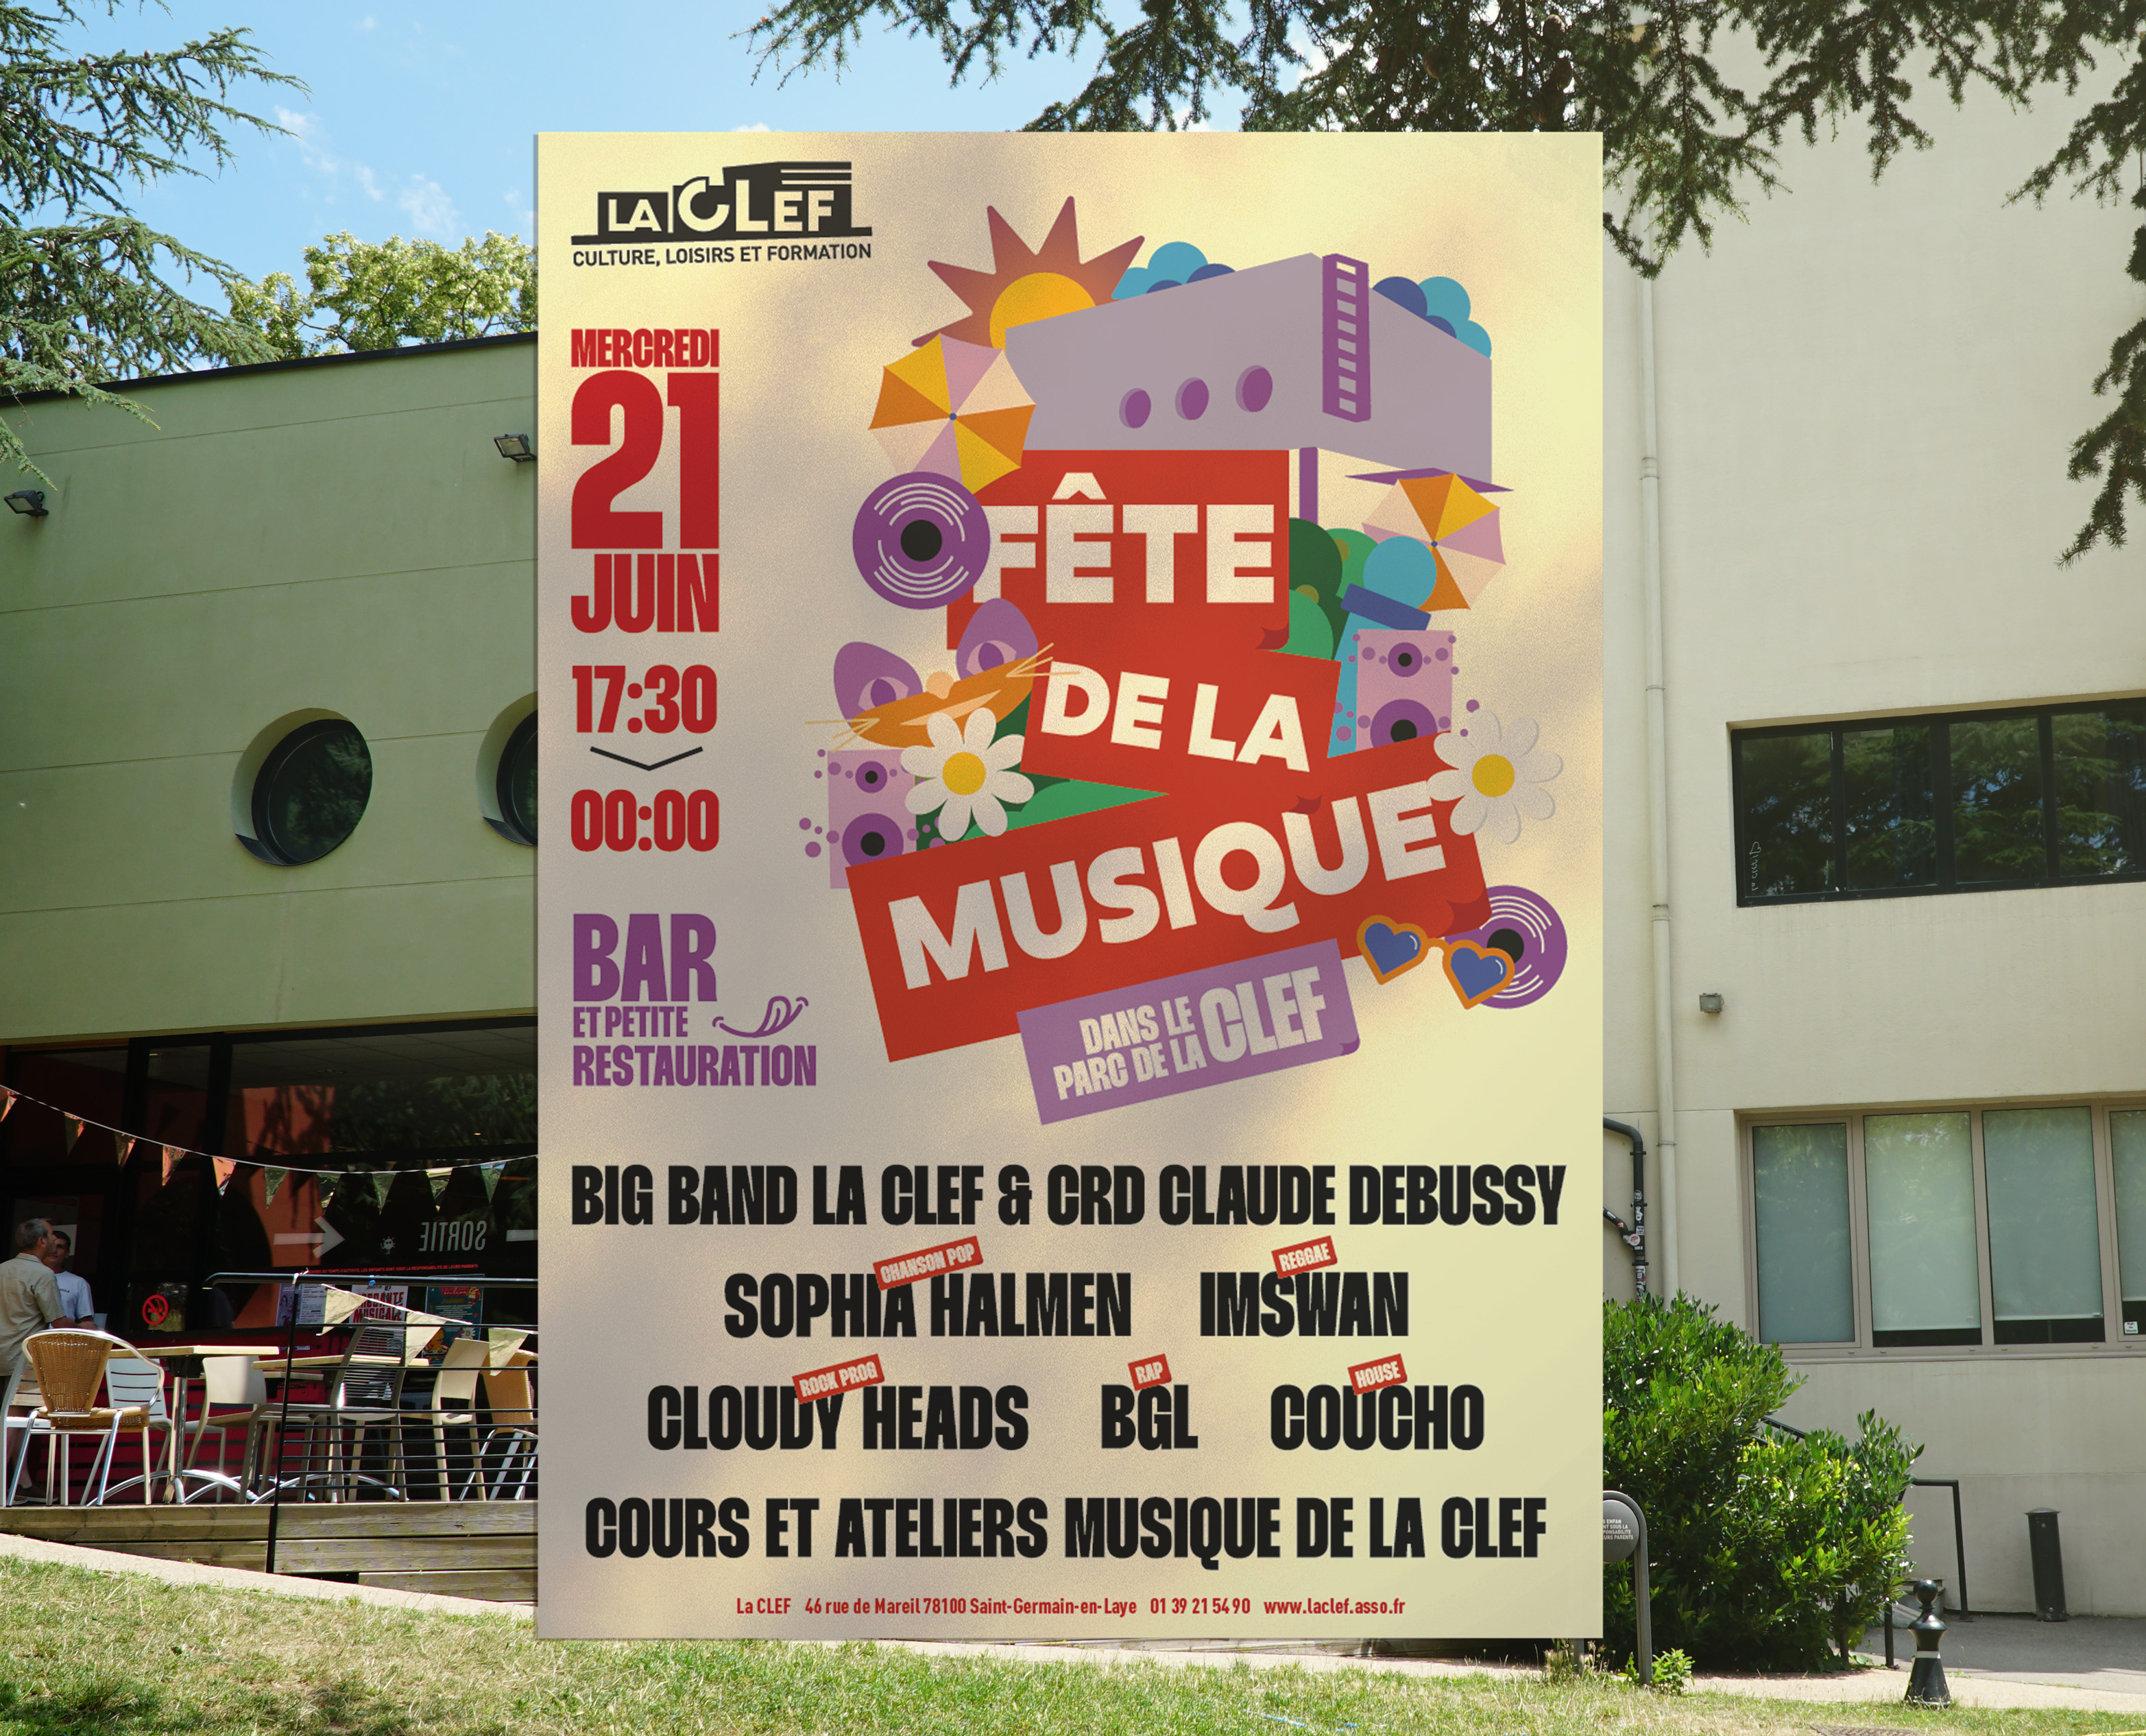 LA CLEF
CULTURE, LOISIRS ET FORMATION
MERCREDI
21
JUIN
17:30
00:00
BAR
ET PETITE
RESTAURATION
FÊTE
DE LA
MUSIQUE
DANS LE
PARC DE LA CLEF
BIG BAND LA CLEF & CRD CLAUDE DEBUSSY
CHANSON POP
SOPHIA HALMEN
REGGAE
IMSWAN
ROCK PROG
CLOUDY HEADS
RAP
BGL
HOUSE
COUCHO
COURS ET ATELIERS MUSIQUE DE LA CLEF
La CLEF 46 rue de Mareil 78100 Saint-Germain-en-Laye 01 39 21 54 90 www.laclef.asso.fr
SORTIE